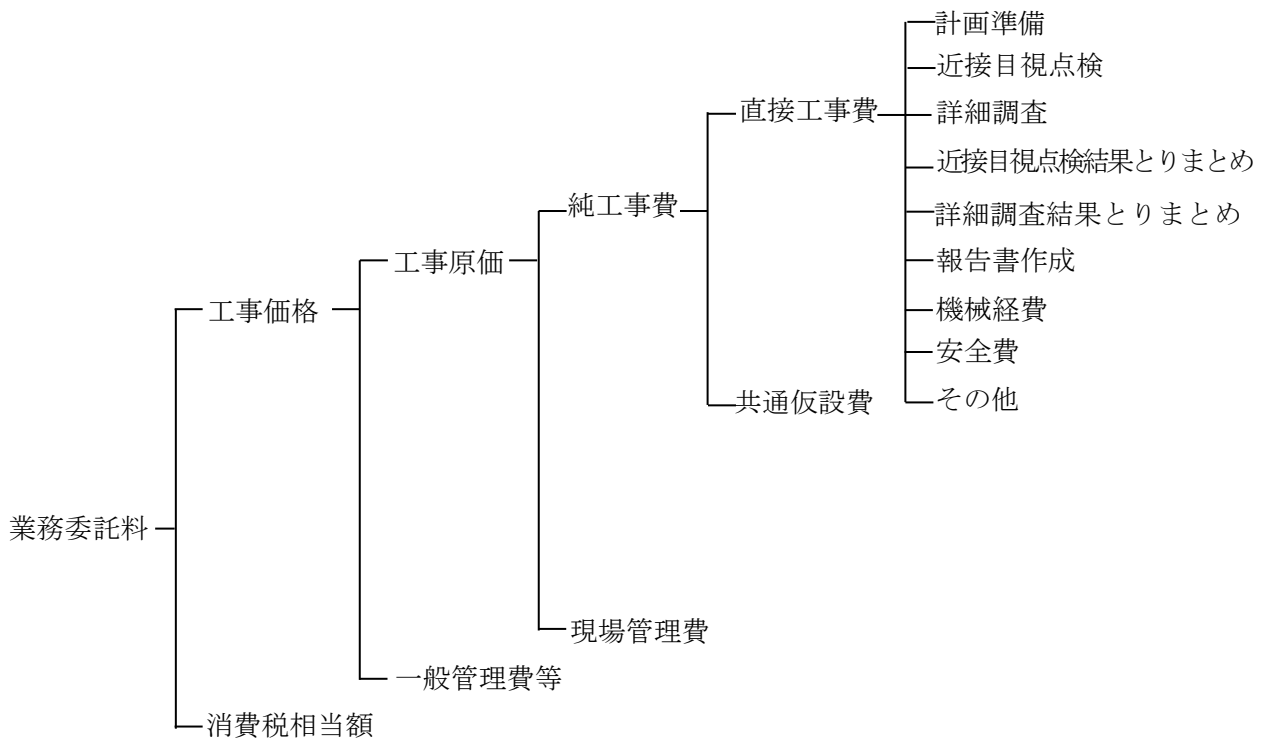 計画準備
近接目視点検
直接工事費
詳細調査
近接目視点検結果とりまとめ
純工事費
詳細調査結果とりまとめ
工事原価
報告書作成
工事価格
機械経費
安全費
共通仮設費
その他
業務委託料
現場管理費
一般管理費等
消費税相当額